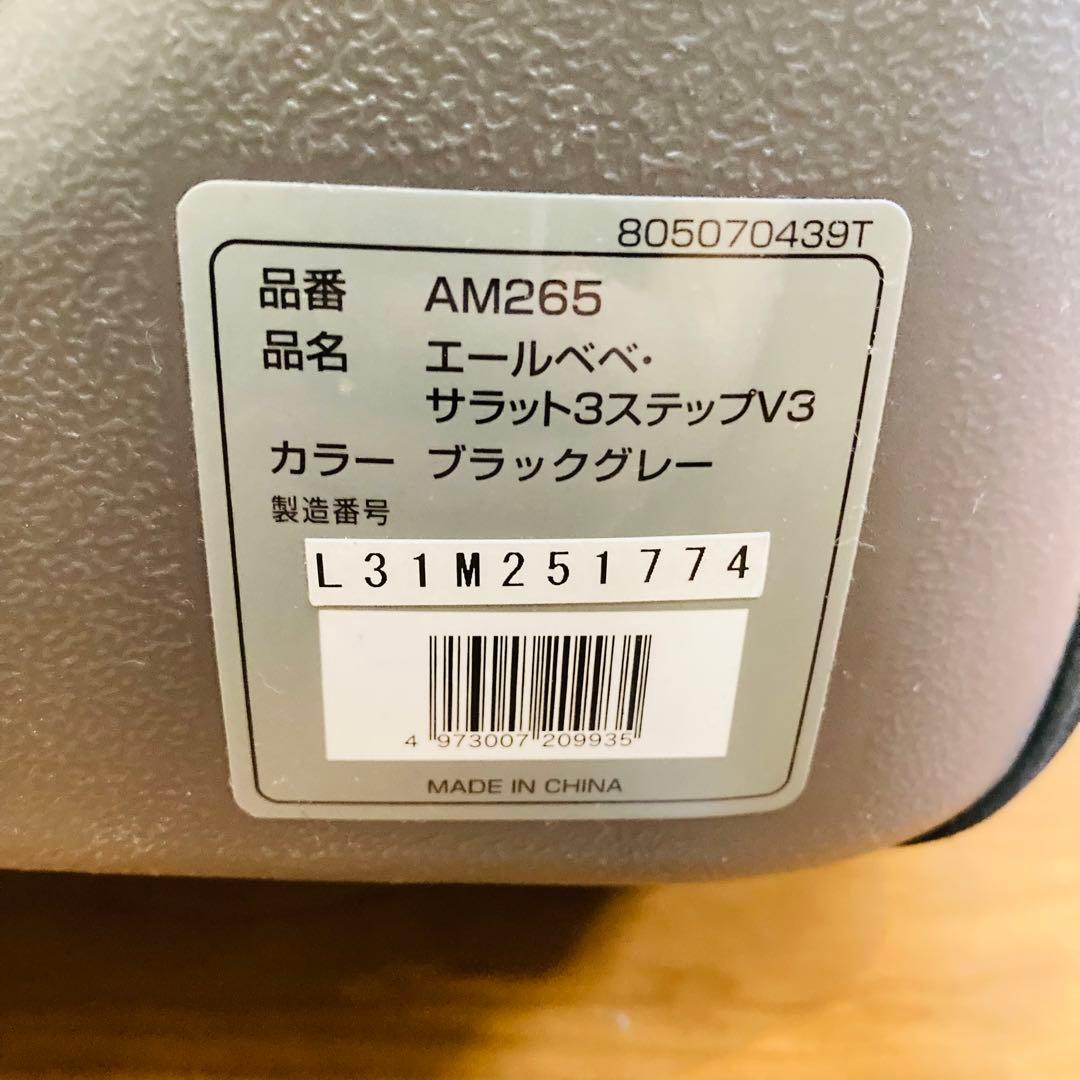 805070439T
品番 AM265
品名 エールベベ・
サラット3ステップV3
カラー ブラックグレー
製造番号
L31M251774
4 973007 209935
MADE IN CHINA